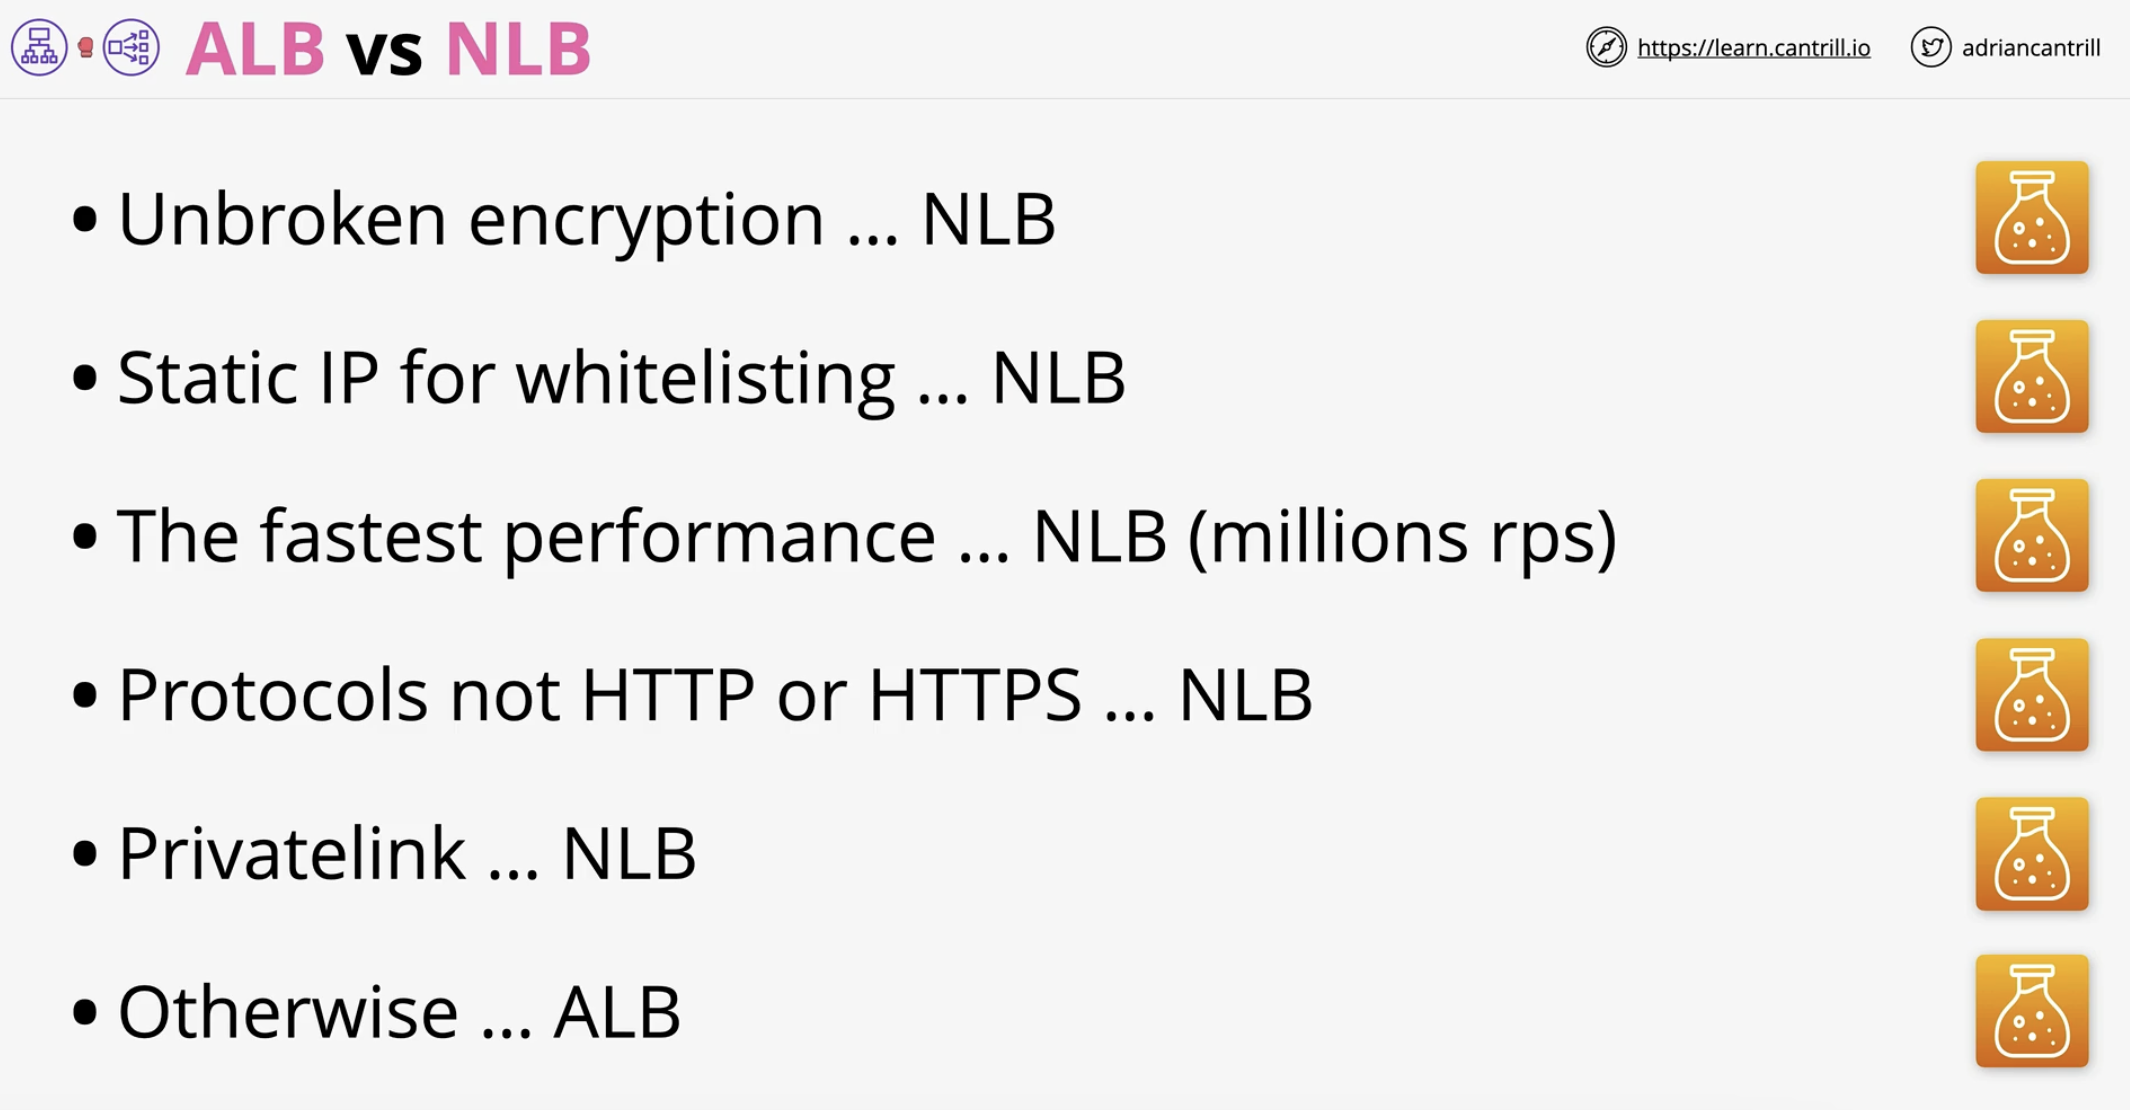 ALB vs NLB
https://learn.cantrill.io
adriancantrill
• Unbroken encryption ... NLB
• Static IP for whitelisting ... NLB
• The fastest performance ... NLB (millions rps)
• Protocols not HTTP or HTTPS ... NLB
• Privatelink ... NLB
• Otherwise ... ALB